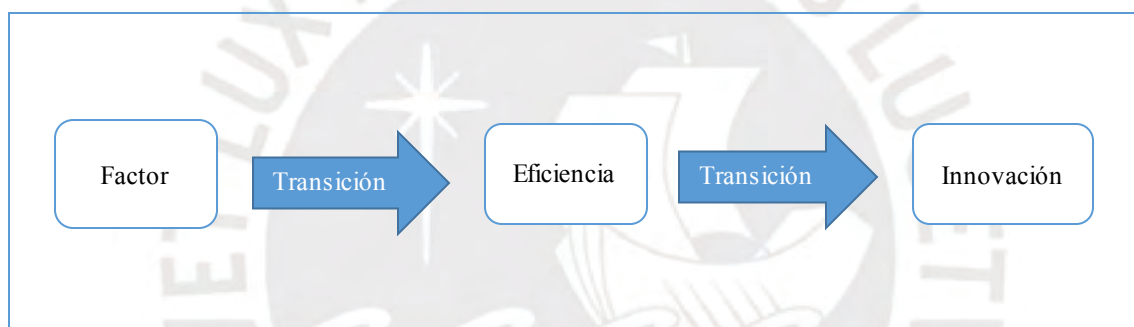 Factor
Transición
Eficiencia
Transición
Innovación